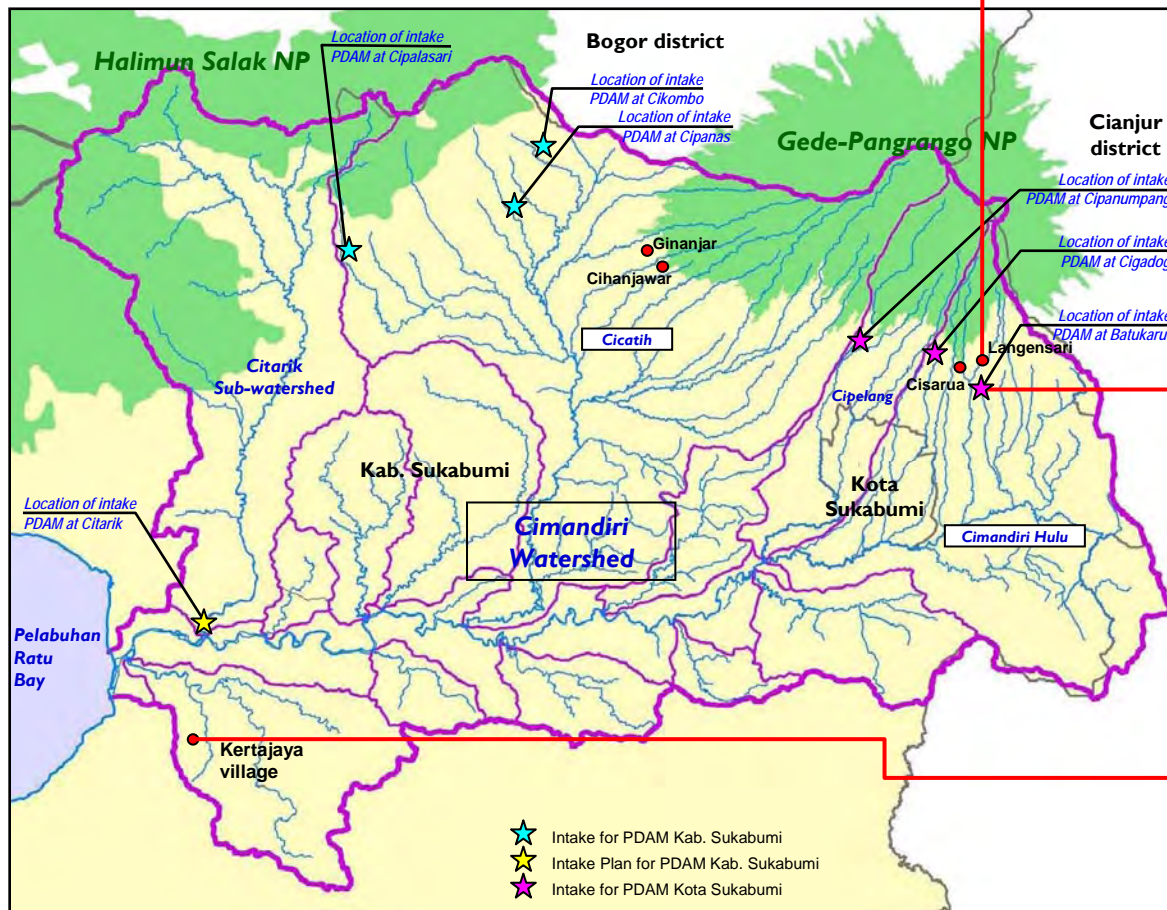 Halimun Salak NP
Location of intake
PDAM at Cipalasari
Bogor district
Location of intake
PDAM at Cikombo
Location of intake
PDAM at Cipanas
Gede-Pangrango NP
Cianjur
district
Location of intake
PDAM at Cipanumpang
Location of intake
PDAM at Cigadog
Location of intake
PDAM at Batukaru
Ginanjar
Cihanjawar
Cicatih
Langensari
Cisarua
Cipelang
Citarik
Sub-watershed
Kab. Sukabumi
Kota
Sukabumi
Location of intake
PDAM at Citarik
Cimandiri
Watershed
Cimandiri Hulu
Pelabuhan
Ratu
Bay
Kertajaya
village
Intake for PDAM Kab. Sukabumi
Intake Plan for PDAM Kab. Sukabumi
Intake for PDAM Kota Sukabumi